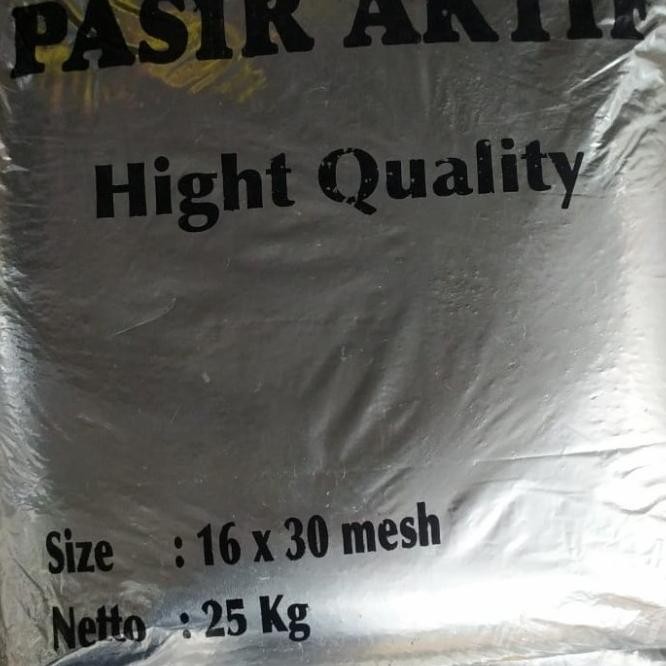 PASIR AKTIF
Hight Quality
Size : 16 x 30 mesh
Netto : 25 Kg